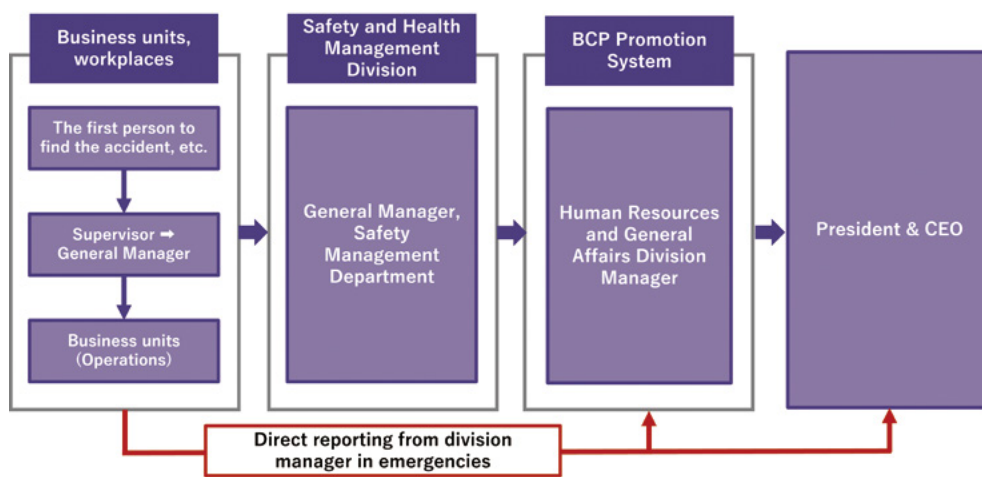 Business units,
workplaces
The first person to
find the accident, etc.
Supervisor ➡
General Manager
Business units
(Operations)
Safety and Health
Management
Division
General Manager,
Safety
Management
Department
BCP Promotion
System
Human Resources
and General
Affairs Division
Manager
President & CEO
Direct reporting from division
manager in emergencies